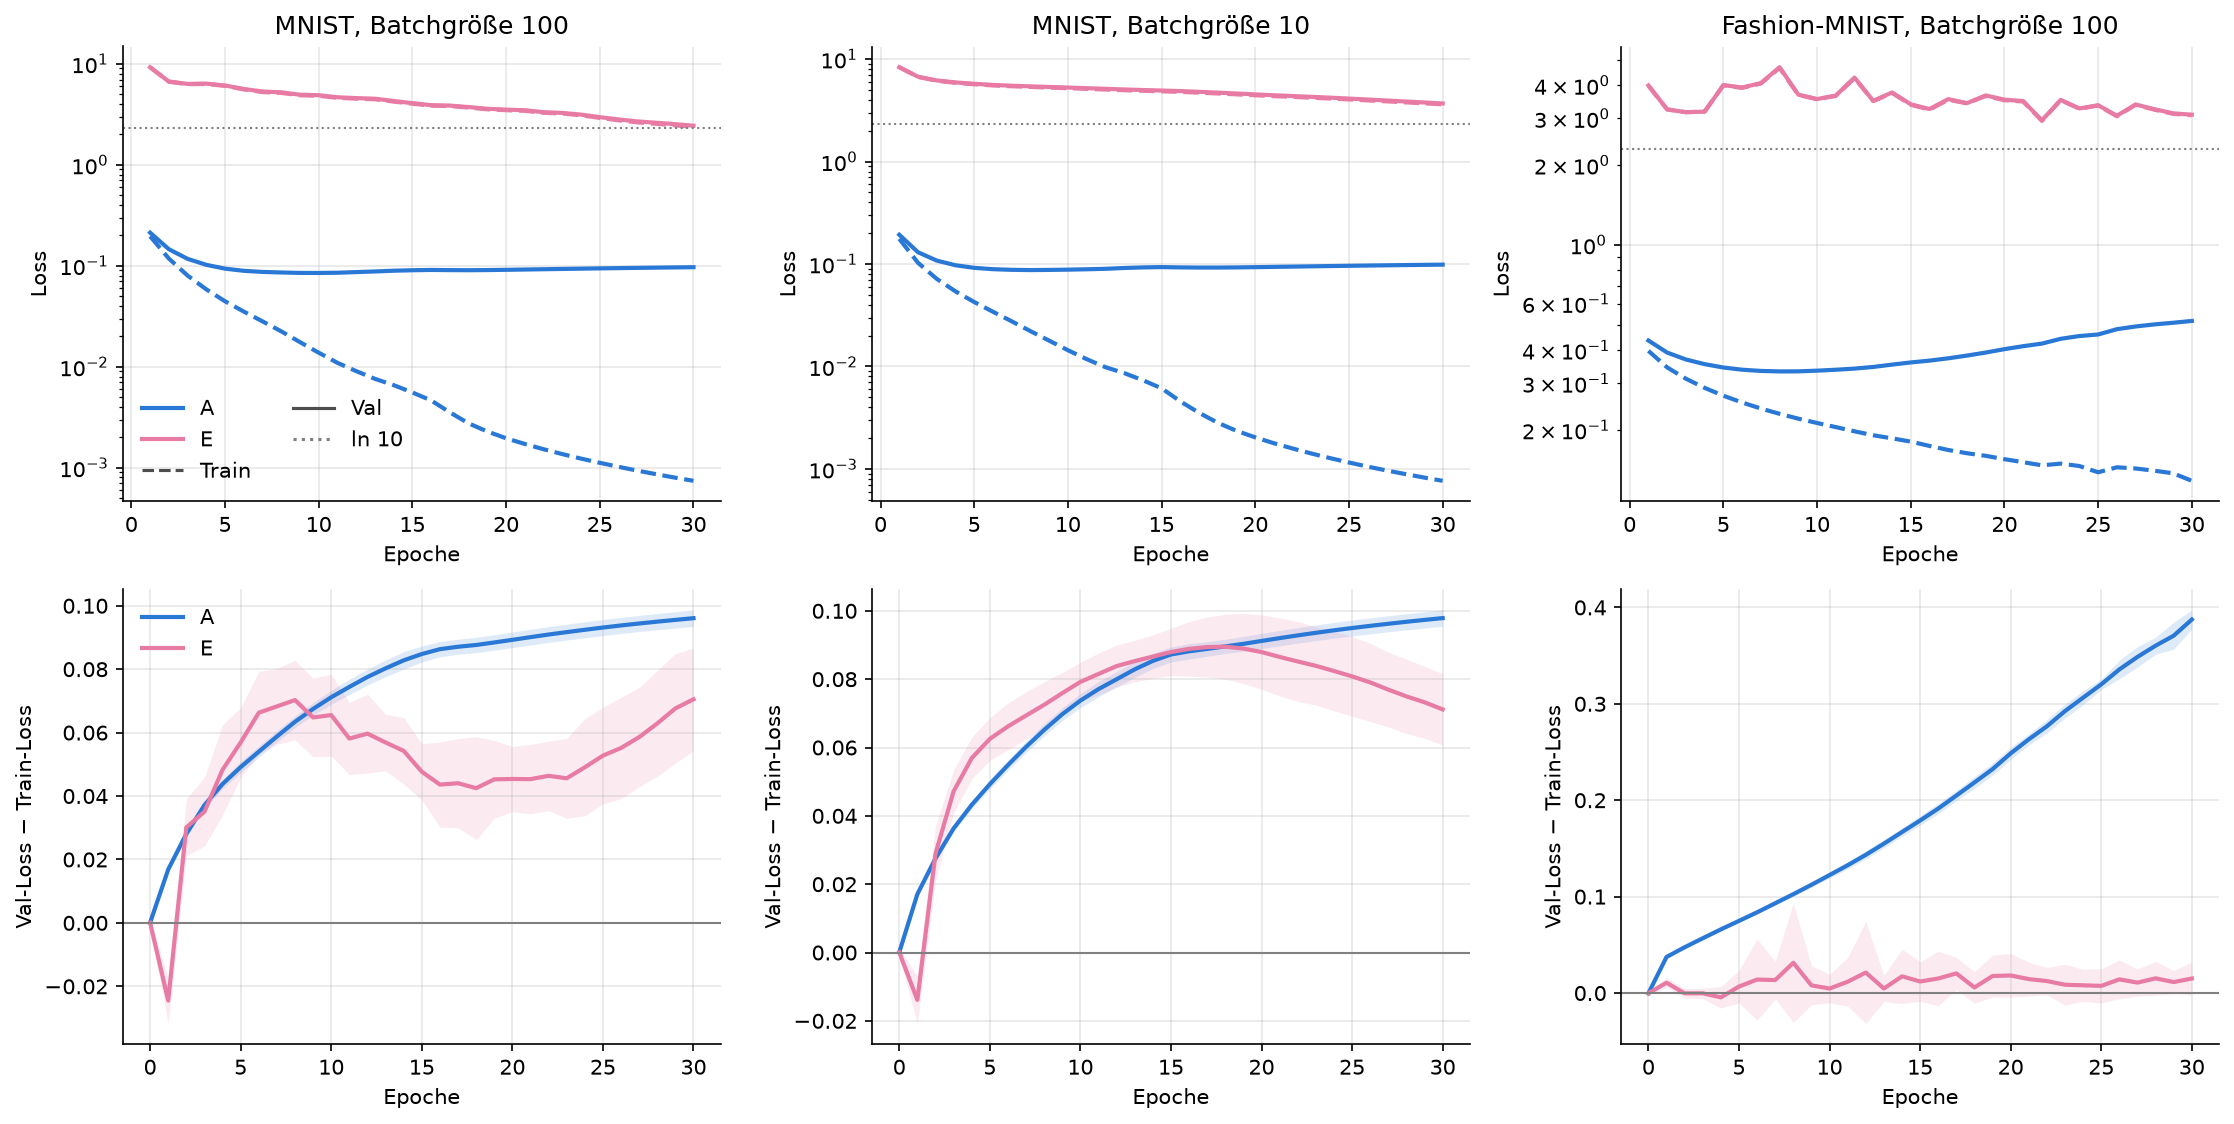 MNIST, Batchgröße 100
10¹
10⁰
10⁻¹
10⁻²
10⁻³
Loss
A
E
Train
Val
ln 10
0 5 10 15 20 25 30
Epoche
MNIST, Batchgröße 10
10¹
10⁰
10⁻¹
10⁻²
10⁻³
Loss
0 5 10 15 20 25 30
Epoche
Fashion-MNIST, Batchgröße 100
4 × 10⁰
3 × 10⁰
2 × 10⁰
10⁰
6 × 10⁻¹
4 × 10⁻¹
3 × 10⁻¹
2 × 10⁻¹
Loss
0 5 10 15 20 25 30
Epoche
0.10
0.08
0.06
0.04
0.02
0.00
−0.02
Val-Loss − Train-Loss
A
E
0 5 10 15 20 25 30
Epoche
0.10
0.08
0.06
0.04
0.02
0.00
−0.02
Val-Loss − Train-Loss
0 5 10 15 20 25 30
Epoche
0.4
0.3
0.2
0.1
0.0
Val-Loss − Train-Loss
0 5 10 15 20 25 30
Epoche